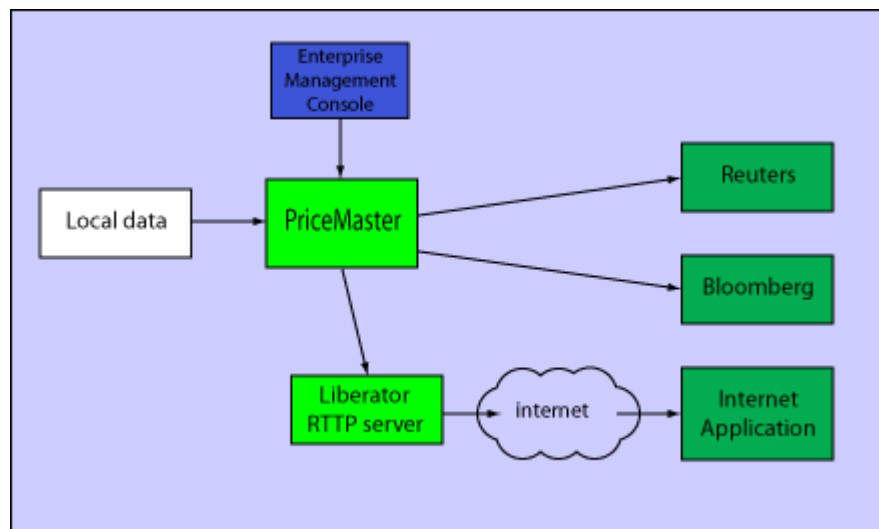 Enterprise
Management
Console
Local data
PriceMaster
Reuters
Bloomberg
Liberator
RTTP server
internet
Internet
Application